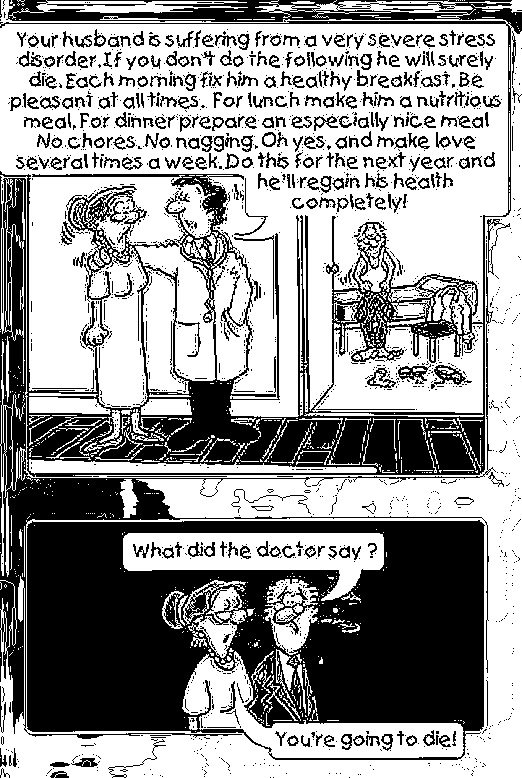 Your husband is suffering from a very severe stress
disorder. If you don't do the following he will surely
die. Each morning fix him a healthy breakfast. Be
pleasant at all times. For lunch make him a nutritious
meal. For dinner prepare an especially nice meal
No chores. No nagging. Oh yes, and make love
several times a week. Do this for the next year and
he'll regain his health
completely!
What did the doctor say ?
You're going to die!